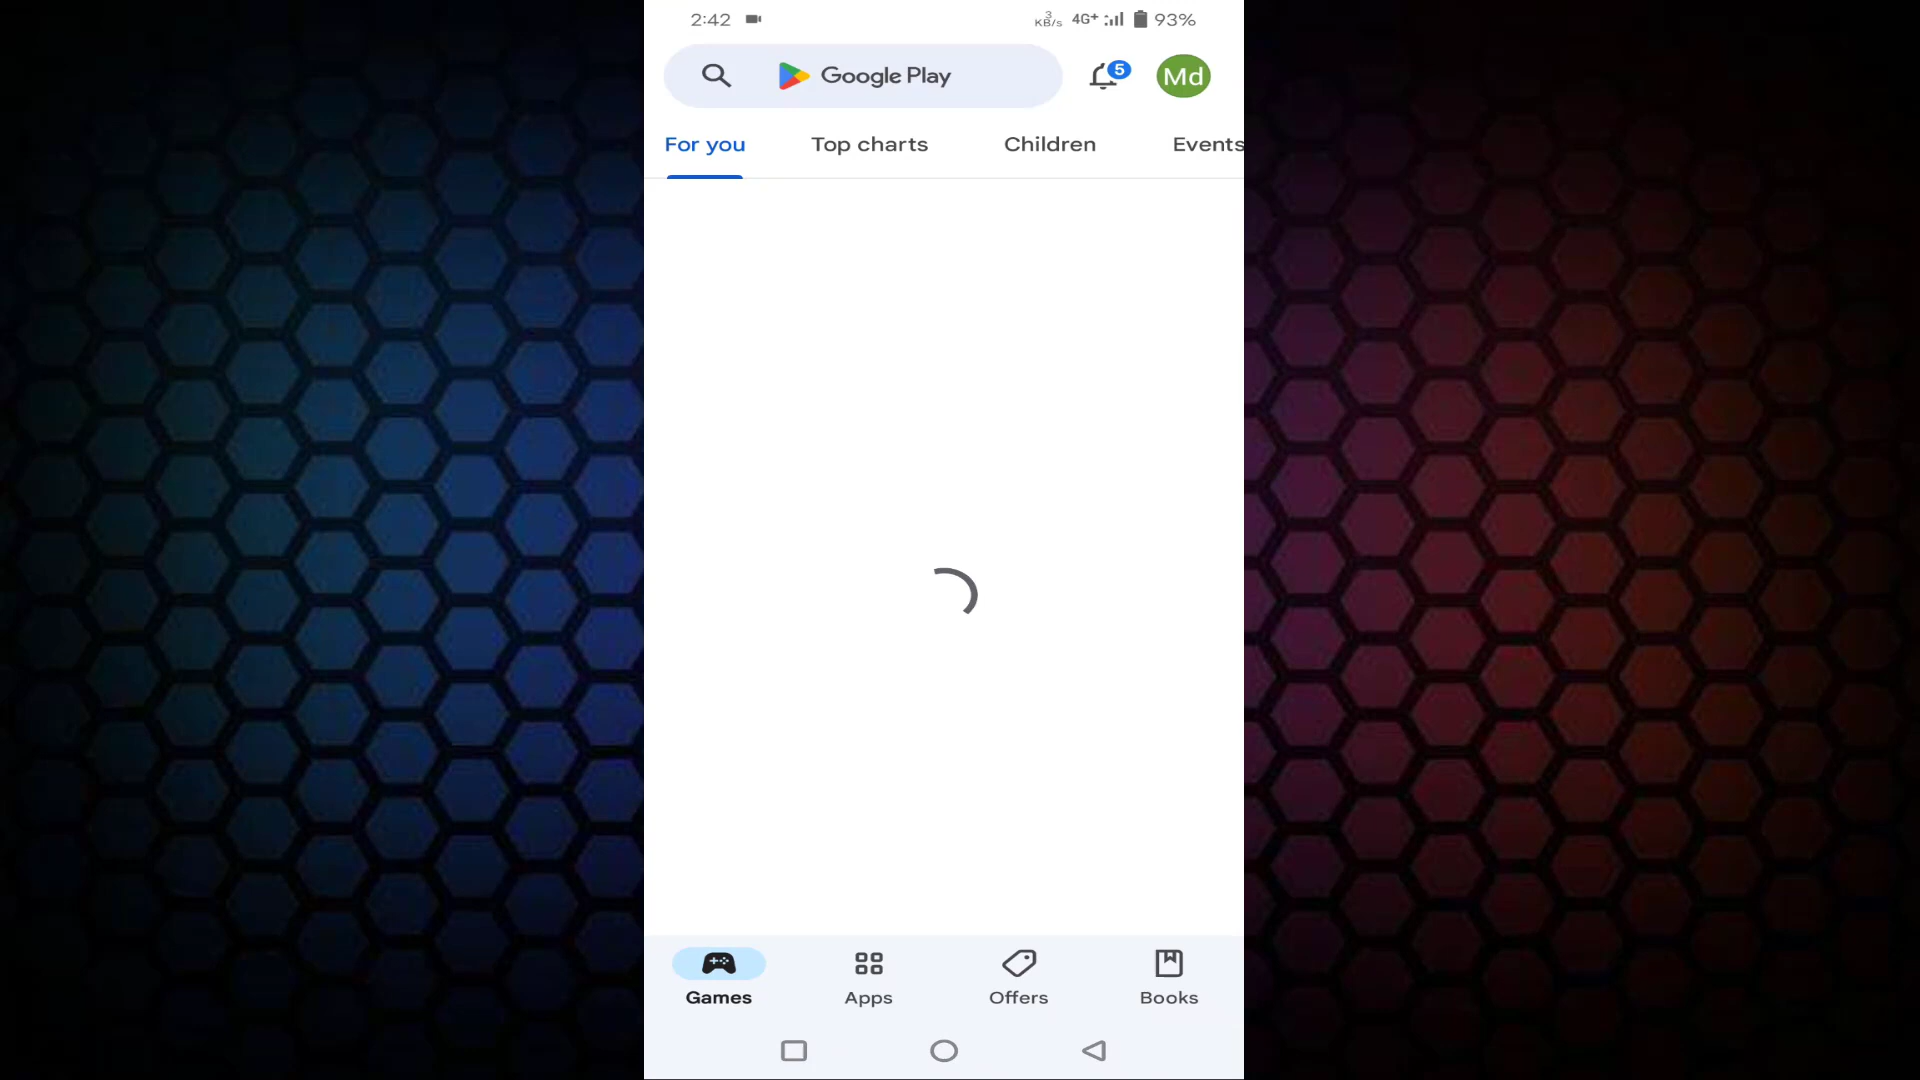 2:42
3 KB/s 4G+ 93%
Google Play
5
Md
For you Top charts Children Events
Games Apps Offers Books